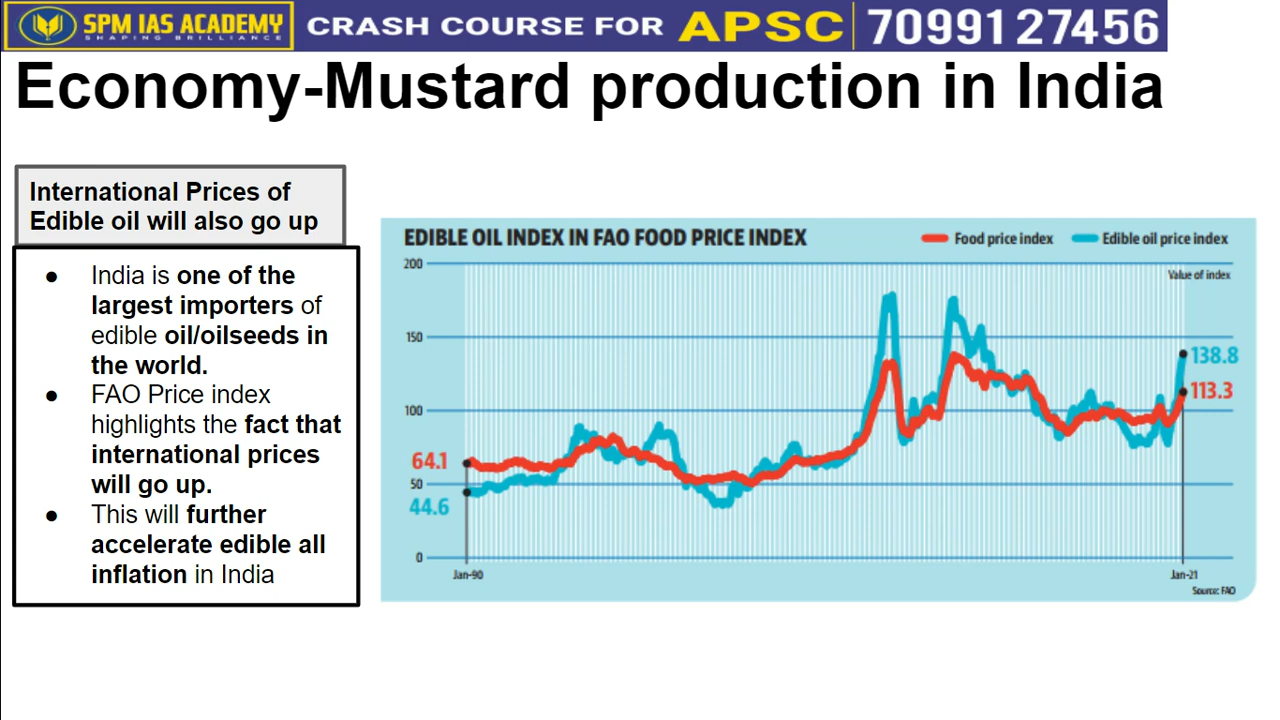 SPM IAS ACADEMY
SHAPING BRILLIANCE
CRASH COURSE FOR APSC 7099127456
Economy-Mustard production in India
International Prices of
Edible oil will also go up
● India is one of the
largest importers of
edible oil/oilseeds in
the world.
● FAO Price index
highlights the fact that
international prices
will go up.
● This will further
accelerate edible all
inflation in India
EDIBLE OIL INDEX IN FAO FOOD PRICE INDEX
Food price index
Edible oil price index
Value of index
200
150
100
50
0
64.1
44.6
138.8
113.3
Jan-90
Jan-21
Source: FAO